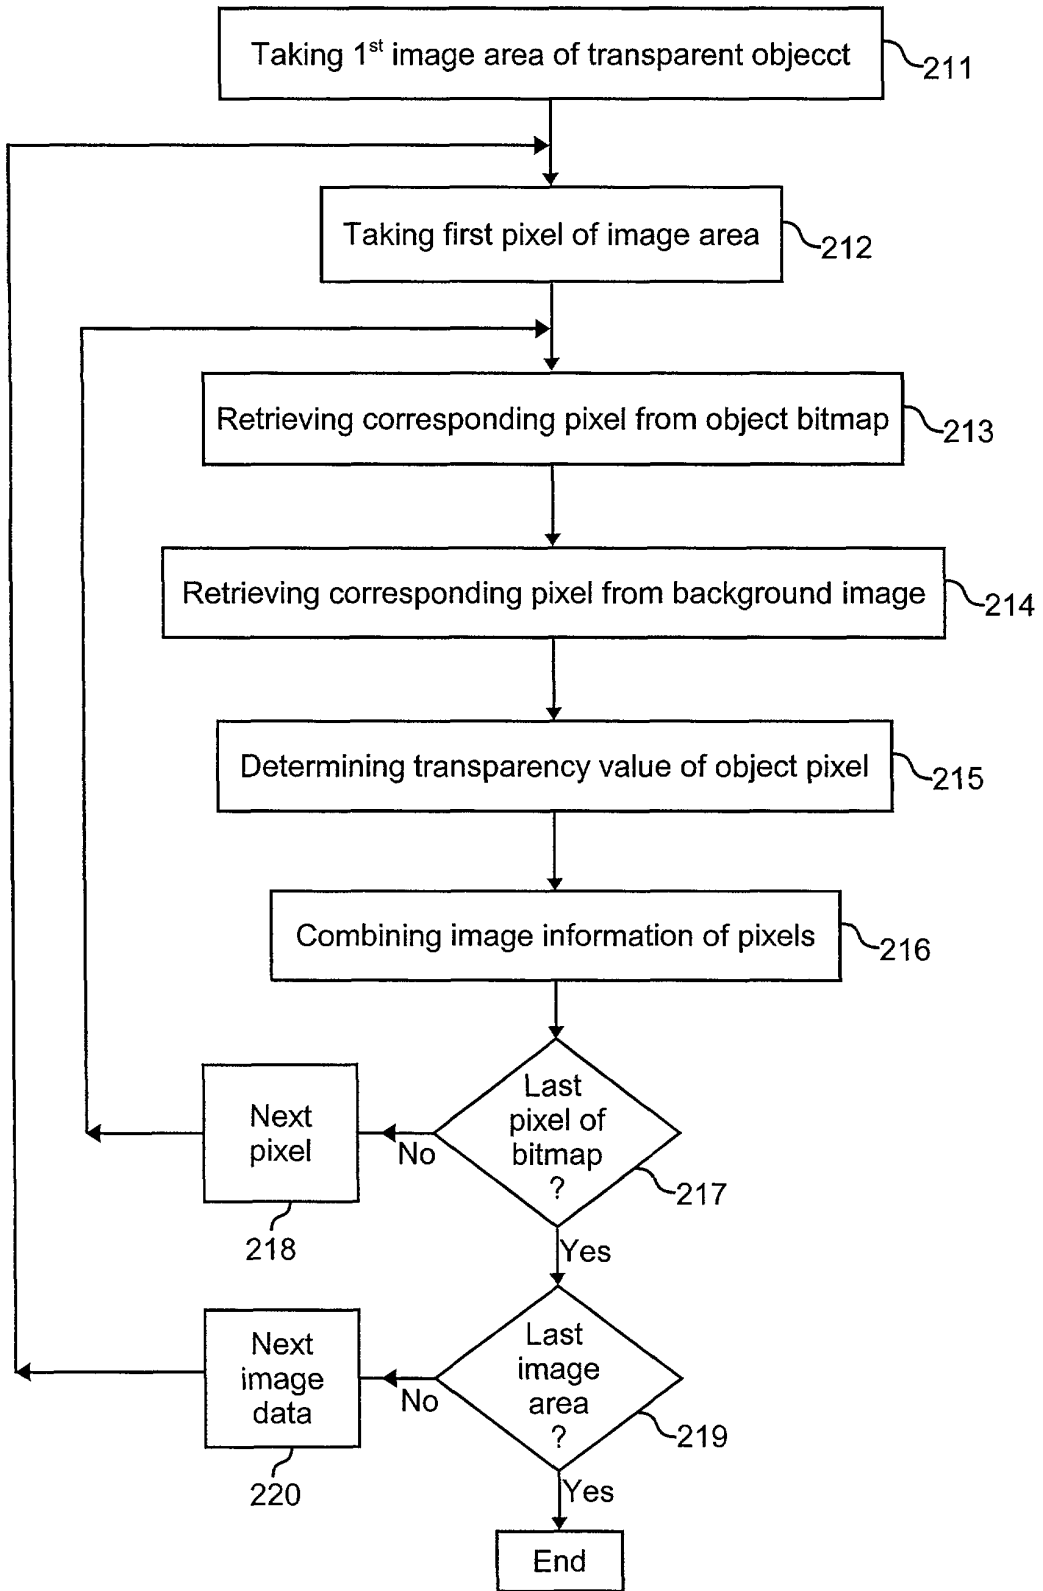 Taking 1st image area of transparent objecct
211
Taking first pixel of image area
212
Retrieving corresponding pixel from object bitmap
213
Retrieving corresponding pixel from background image
214
Determining transparency value of object pixel
215
Combining image information of pixels
216
Last
pixel of
bitmap
?
217
No
Next
pixel
218
Yes
Last
image
area
?
219
No
Next
image
data
220
Yes
End